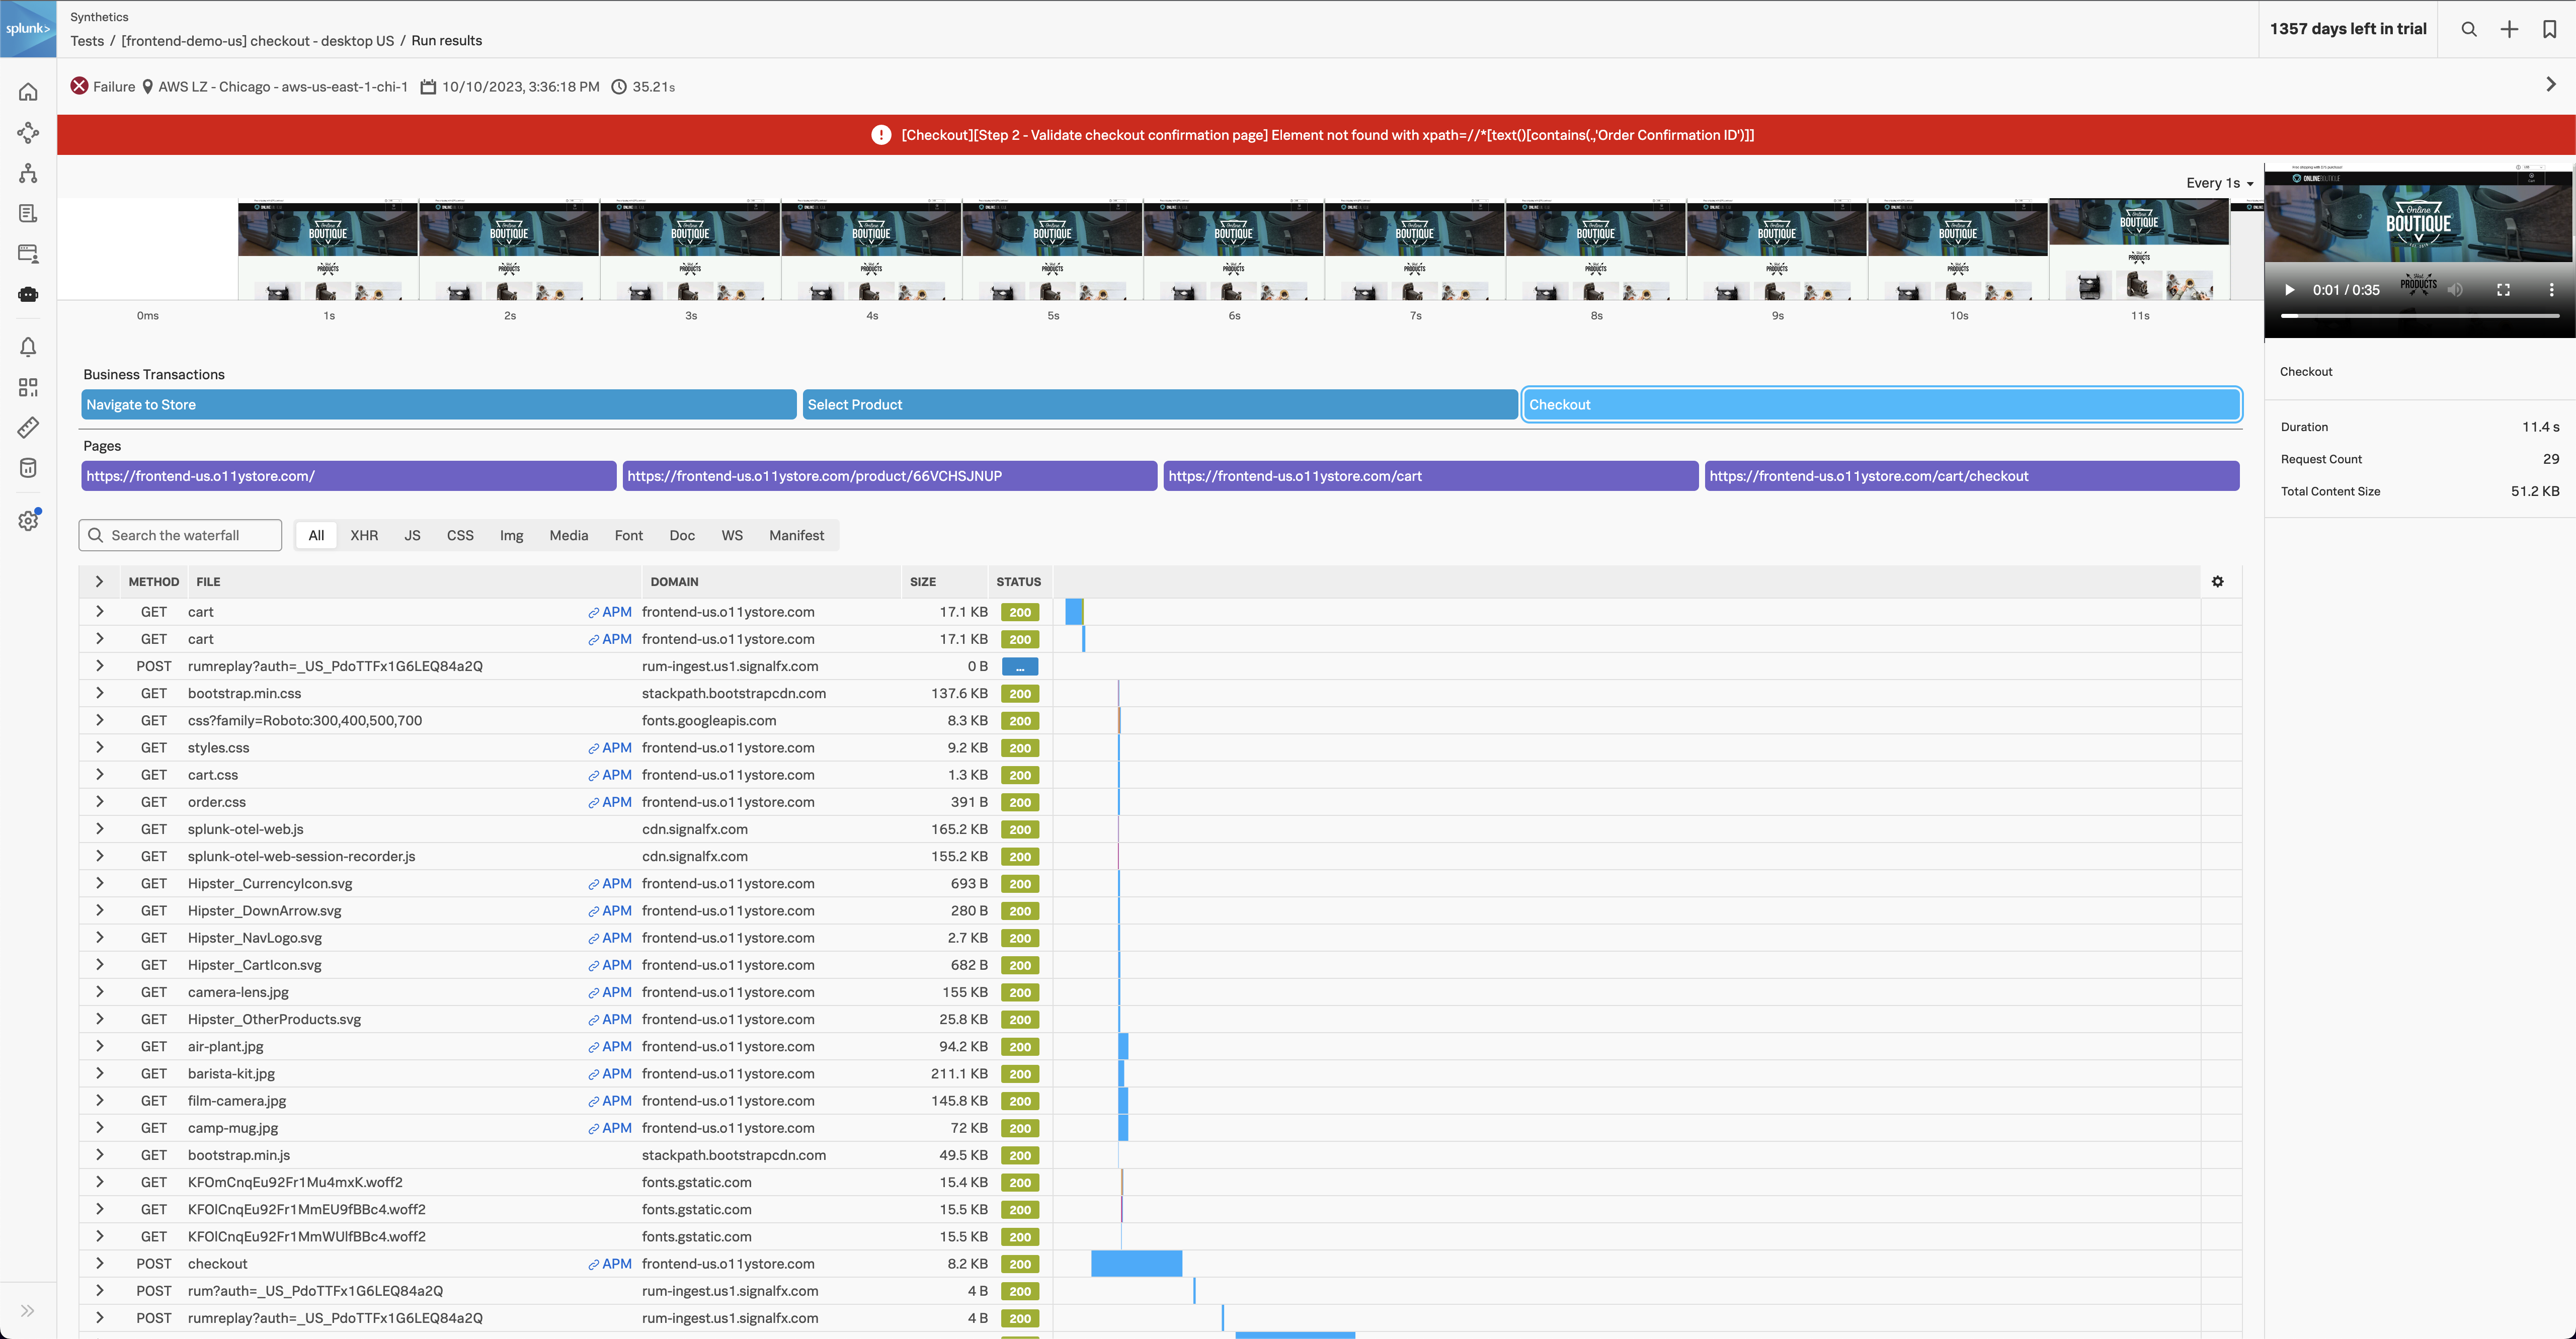 splunk>
Synthetics
Tests / [frontend-demo-us] checkout - desktop US / Run results
1357 days left in trial
Failure AWS LZ - Chicago - aws-us-east-1-chi-1 10/10/2023, 3:36:18 PM 35.21s
[Checkout][Step 2 - Validate checkout confirmation page] Element not found with xpath=//*[text()[contains(.,'Order Confirmation ID')]]
Every 1s
Online BOUTIQUE
Hot PRODUCTS
0ms 1s 2s 3s 4s 5s 6s 7s 8s 9s 10s 11s
ONLINEBOUTIQUE
Online BOUTIQUE
Hot PRODUCTS
0:01 / 0:35
Business Transactions
Navigate to Store Select Product Checkout
Pages
https://frontend-us.o11ystore.com/ https://frontend-us.o11ystore.com/product/66VCHSJNUP https://frontend-us.o11ystore.com/cart https://frontend-us.o11ystore.com/cart/checkout
Checkout
Duration 11.4 s
Request Count 29
Total Content Size 51.2 KB
Search the waterfall All XHR JS CSS Img Media Font Doc WS Manifest
METHOD FILE DOMAIN SIZE STATUS
GET cart APM frontend-us.o11ystore.com 17.1 KB 200
GET cart APM frontend-us.o11ystore.com 17.1 KB 200
POST rumreplay?auth=_US_PdoTTFx1G6LEQ84a2Q rum-ingest.us1.signalfx.com 0 B ...
GET bootstrap.min.css stackpath.bootstrapcdn.com 137.6 KB 200
GET css?family=Roboto:300,400,500,700 fonts.googleapis.com 8.3 KB 200
GET styles.css APM frontend-us.o11ystore.com 9.2 KB 200
GET cart.css APM frontend-us.o11ystore.com 1.3 KB 200
GET order.css APM frontend-us.o11ystore.com 391 B 200
GET splunk-otel-web.js cdn.signalfx.com 165.2 KB 200
GET splunk-otel-web-session-recorder.js cdn.signalfx.com 155.2 KB 200
GET Hipster_CurrencyIcon.svg APM frontend-us.o11ystore.com 693 B 200
GET Hipster_DownArrow.svg APM frontend-us.o11ystore.com 280 B 200
GET Hipster_NavLogo.svg APM frontend-us.o11ystore.com 2.7 KB 200
GET Hipster_CartIcon.svg APM frontend-us.o11ystore.com 682 B 200
GET camera-lens.jpg APM frontend-us.o11ystore.com 155 KB 200
GET Hipster_OtherProducts.svg APM frontend-us.o11ystore.com 25.8 KB 200
GET air-plant.jpg APM frontend-us.o11ystore.com 94.2 KB 200
GET barista-kit.jpg APM frontend-us.o11ystore.com 211.1 KB 200
GET film-camera.jpg APM frontend-us.o11ystore.com 145.8 KB 200
GET camp-mug.jpg APM frontend-us.o11ystore.com 72 KB 200
GET bootstrap.min.js stackpath.bootstrapcdn.com 49.5 KB 200
GET KFOmCnqEu92Fr1Mu4mxK.woff2 fonts.gstatic.com 15.4 KB 200
GET KFOlCnqEu92Fr1MmEU9fBBc4.woff2 fonts.gstatic.com 15.5 KB 200
GET KFOlCnqEu92Fr1MmWUlfBBc4.woff2 fonts.gstatic.com 15.5 KB 200
POST checkout APM frontend-us.o11ystore.com 8.2 KB 200
POST rum?auth=_US_PdoTTFx1G6LEQ84a2Q rum-ingest.us1.signalfx.com 4 B 200
POST rumreplay?auth=_US_PdoTTFx1G6LEQ84a2Q rum-ingest.us1.signalfx.com 4 B 200